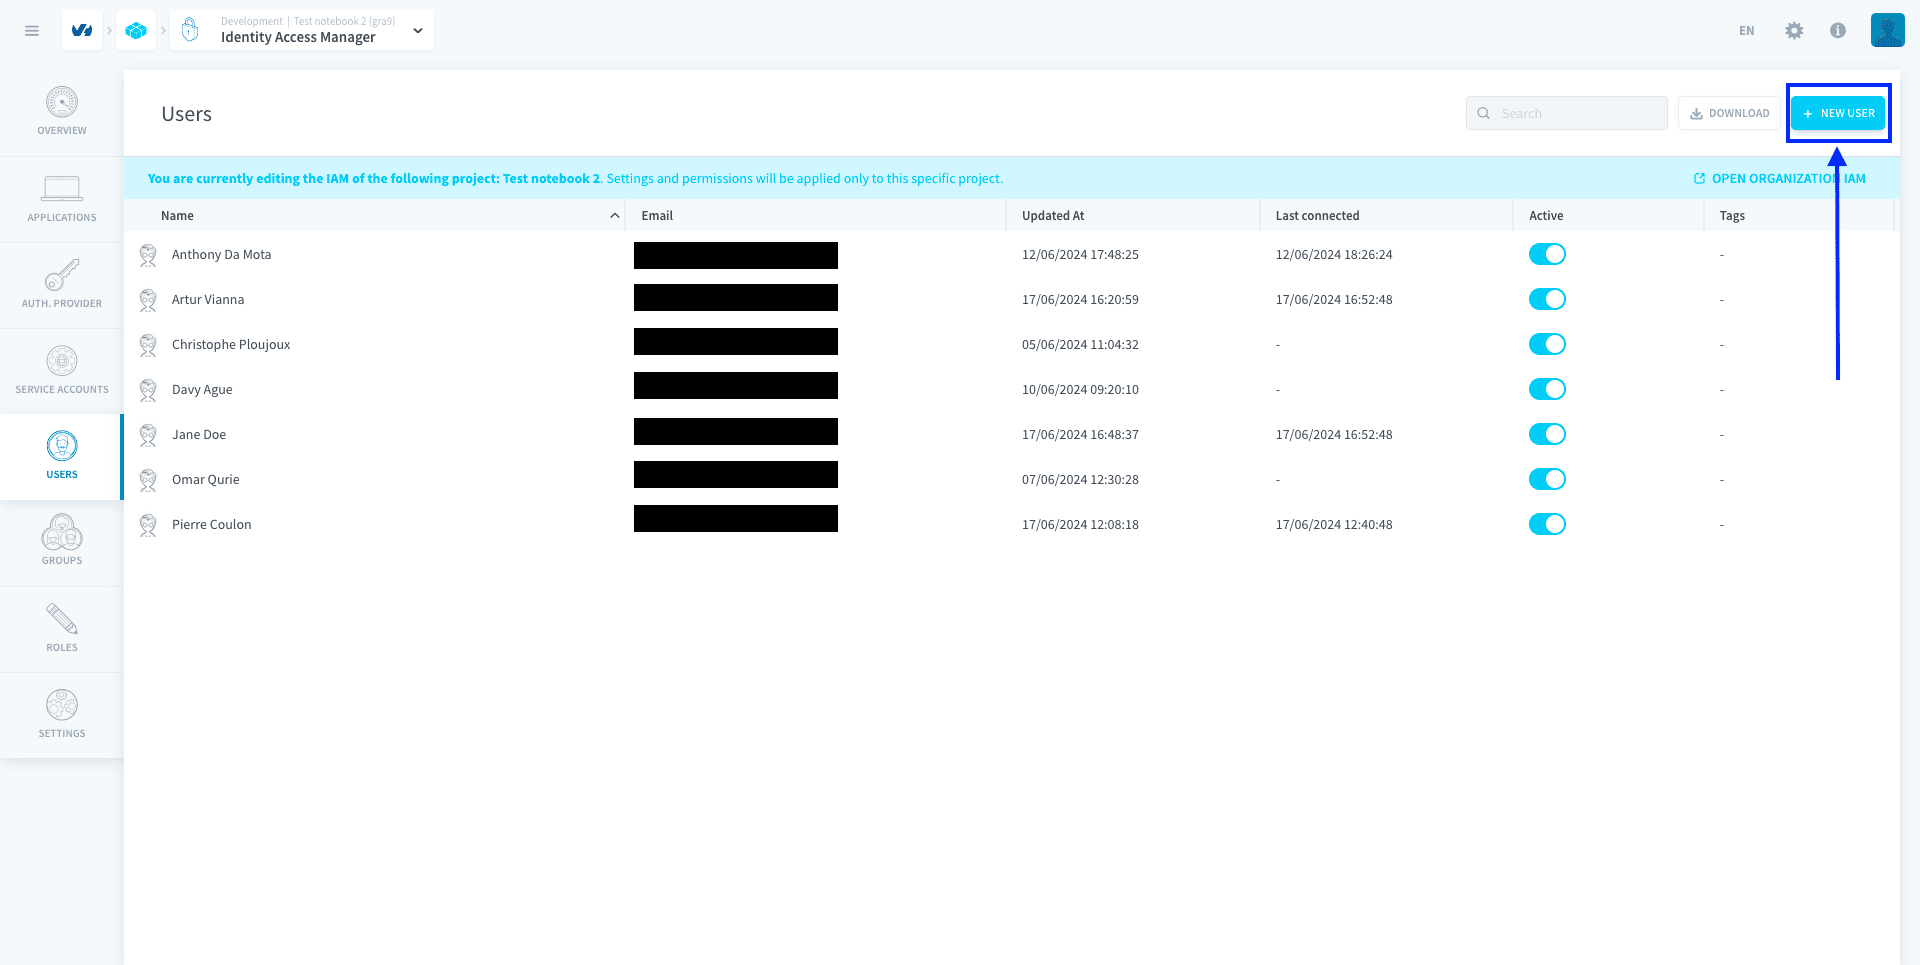 Development | Test notebook 2 (gra9)
Identity Access Manager
EN
OVERVIEW
APPLICATIONS
AUTH. PROVIDER
SERVICE ACCOUNTS
USERS
GROUPS
ROLES
SETTINGS
Users
Search
DOWNLOAD
+ NEW USER
You are currently editing the IAM of the following project: Test notebook 2. Settings and permissions will be applied only to this specific project.
OPEN ORGANIZATION IAM
Name Email Updated At Last connected Active Tags
Anthony Da Mota 12/06/2024 17:48:25 12/06/2024 18:26:24 -
Artur Vianna 17/06/2024 16:20:59 17/06/2024 16:52:48 -
Christophe Ploujoux 05/06/2024 11:04:32 - -
Davy Ague 10/06/2024 09:20:10 - -
Jane Doe 17/06/2024 16:48:37 17/06/2024 16:52:48 -
Omar Qurie 07/06/2024 12:30:28 - -
Pierre Coulon 17/06/2024 12:08:18 17/06/2024 12:40:48 -